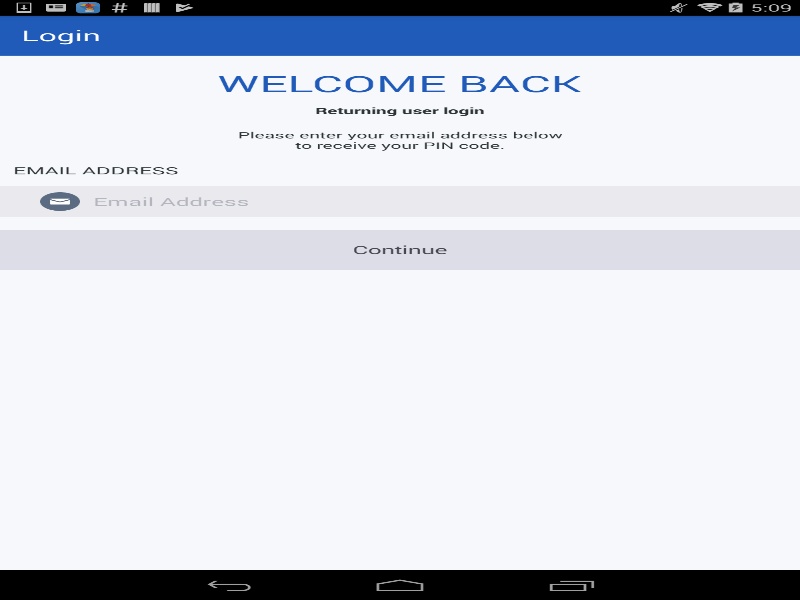 5:09
Login
WELCOME BACK
Returning user login
Please enter your email address below
to receive your PIN code.
EMAIL ADDRESS
Email Address
Continue